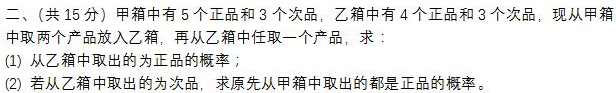 二、（共 15 分）甲箱中有 5 个正品和 3 个次品，乙箱中有 4 个正品和 3 个次品，现从甲箱
中取两个产品放入乙箱，再从乙箱中任取一个产品，求：
(1) 从乙箱中取出的为正品的概率；
(2) 若从乙箱中取出的为次品，求原先从甲箱中取出的都是正品的概率。